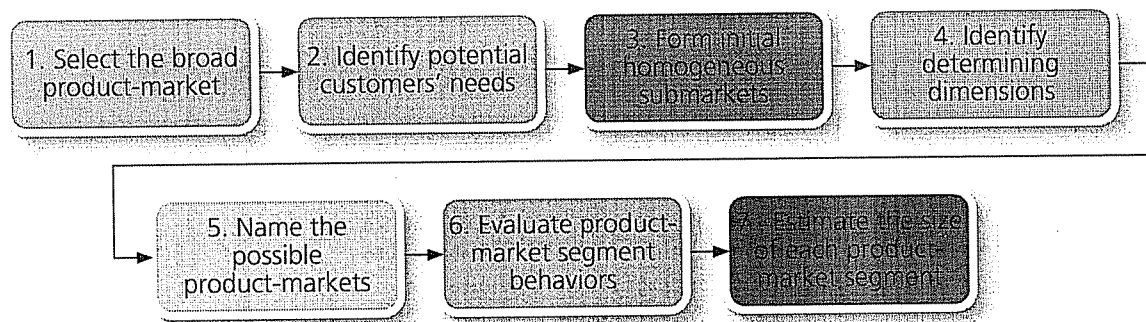 1. Select the broad
product-market
2. Identify potential
customers' needs
3. Form initial
homogeneous
submarkets
4. Identify
determining
dimensions
5. Name the
possible
product-markets
6. Evaluate product-
market segment
behaviors
7. Estimate the size
of each product-
market segment